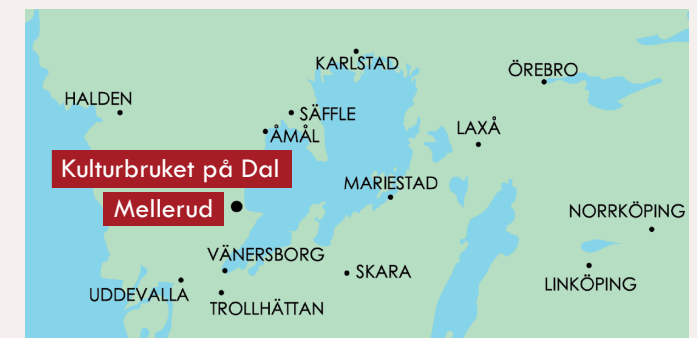 KARLSTAD
ÖREBRO
HALDEN
SÄFFLE
ÅMÅL
LAXÅ
Kulturbruket på Dal
MARIESTAD
Mellerud
NORRKÖPING
VÄNERSBORG
SKARA
LINKÖPING
UDDEVALLA
TROLLHÄTTAN